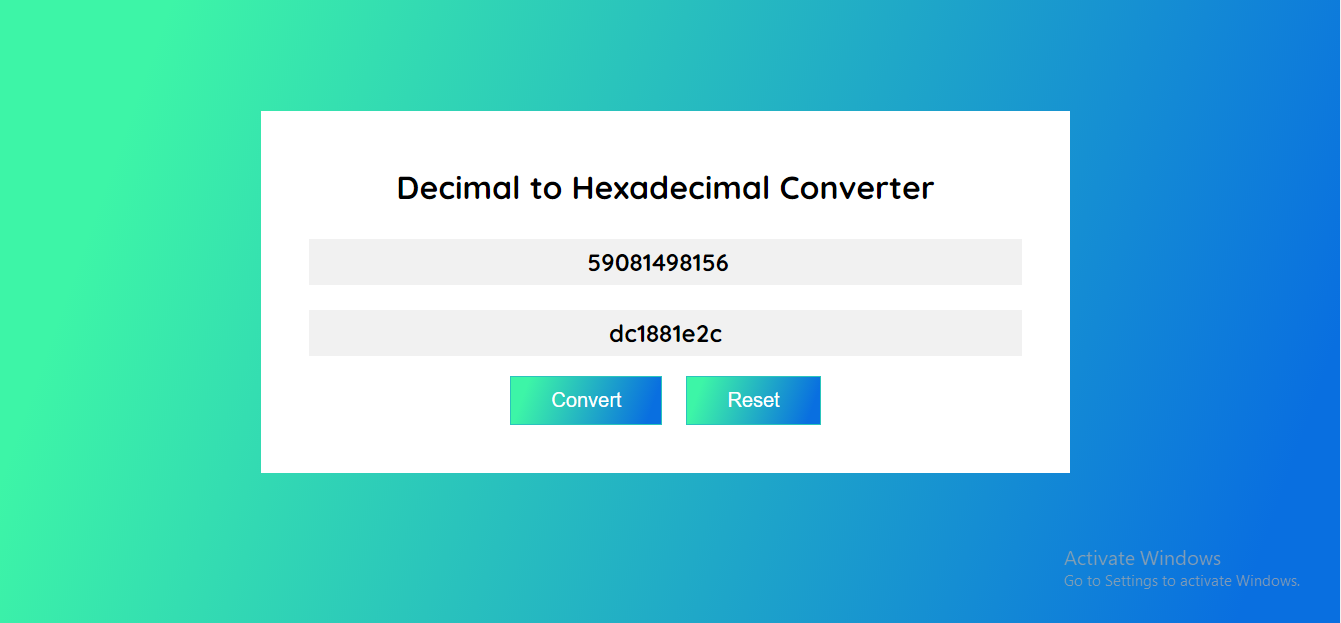 Decimal to Hexadecimal Converter
59081498156
dc1881e2c
Convert Reset
Activate Windows
Go to Settings to activate Windows.